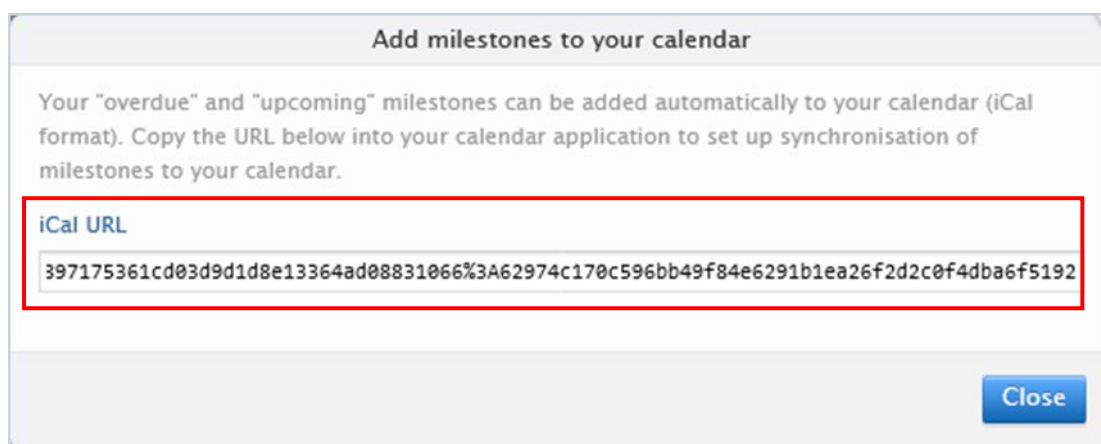 Add milestones to your calendar
Your "overdue" and "upcoming" milestones can be added automatically to your calendar (iCal
format). Copy the URL below into your calendar application to set up synchronisation of
milestones to your calendar.
iCal URL
397175361cd03d9d1d8e13364ad08831066%3A62974c170c596bb49f84e6291b1ea26f2d2c0f4dba6f5192
Close